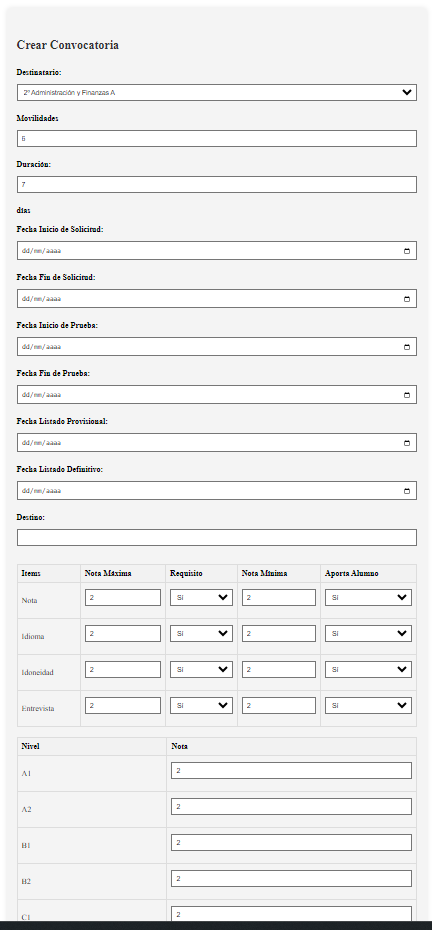 Crear Convocatoria
Destinatario:
2º Administración y Finanzas A
Movilidades
6
Duración:
7
días
Fecha Inicio de Solicitud:
dd/mm/aaaa
Fecha Fin de Solicitud:
dd/mm/aaaa
Fecha Inicio de Prueba:
dd/mm/aaaa
Fecha Fin de Prueba:
dd/mm/aaaa
Fecha Listado Provisional:
dd/mm/aaaa
Fecha Listado Definitivo:
dd/mm/aaaa
Destino:
Items Nota Máxima Requisito Nota Mínima Aporta Alumno
Nota 2 Sí 2 Sí
Idioma 2 Sí 2 Sí
Idoneidad 2 Sí 2 Sí
Entrevista 2 Sí 2 Sí
Nivel Nota
A1 2
A2 2
B1 2
B2 2
C1 2